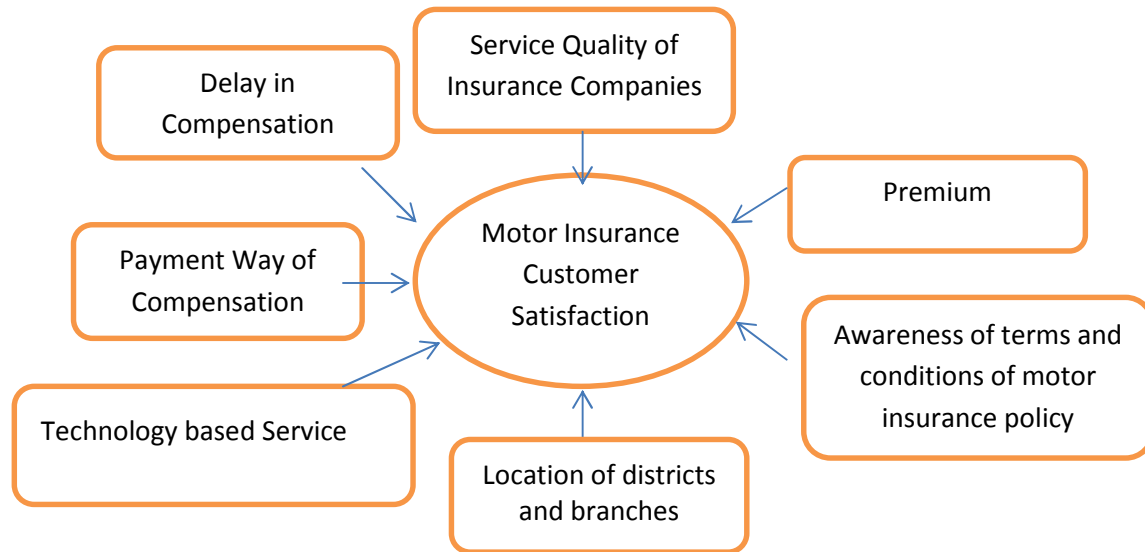 Service Quality of
Insurance Companies
Delay in
Compensation
Premium
Motor Insurance
Customer
Satisfaction
Payment Way of
Compensation
Awareness of terms and
conditions of motor
insurance policy
Technology based Service
Location of districts
and branches